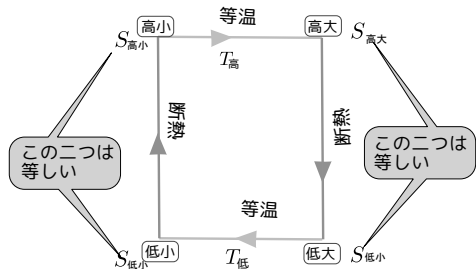 等温
S高小
高小
高大
S高大
T高
断熱
断熱
この二つは
等しい
この二つは
等しい
等温
S低小
低小
T低
低大
S低小